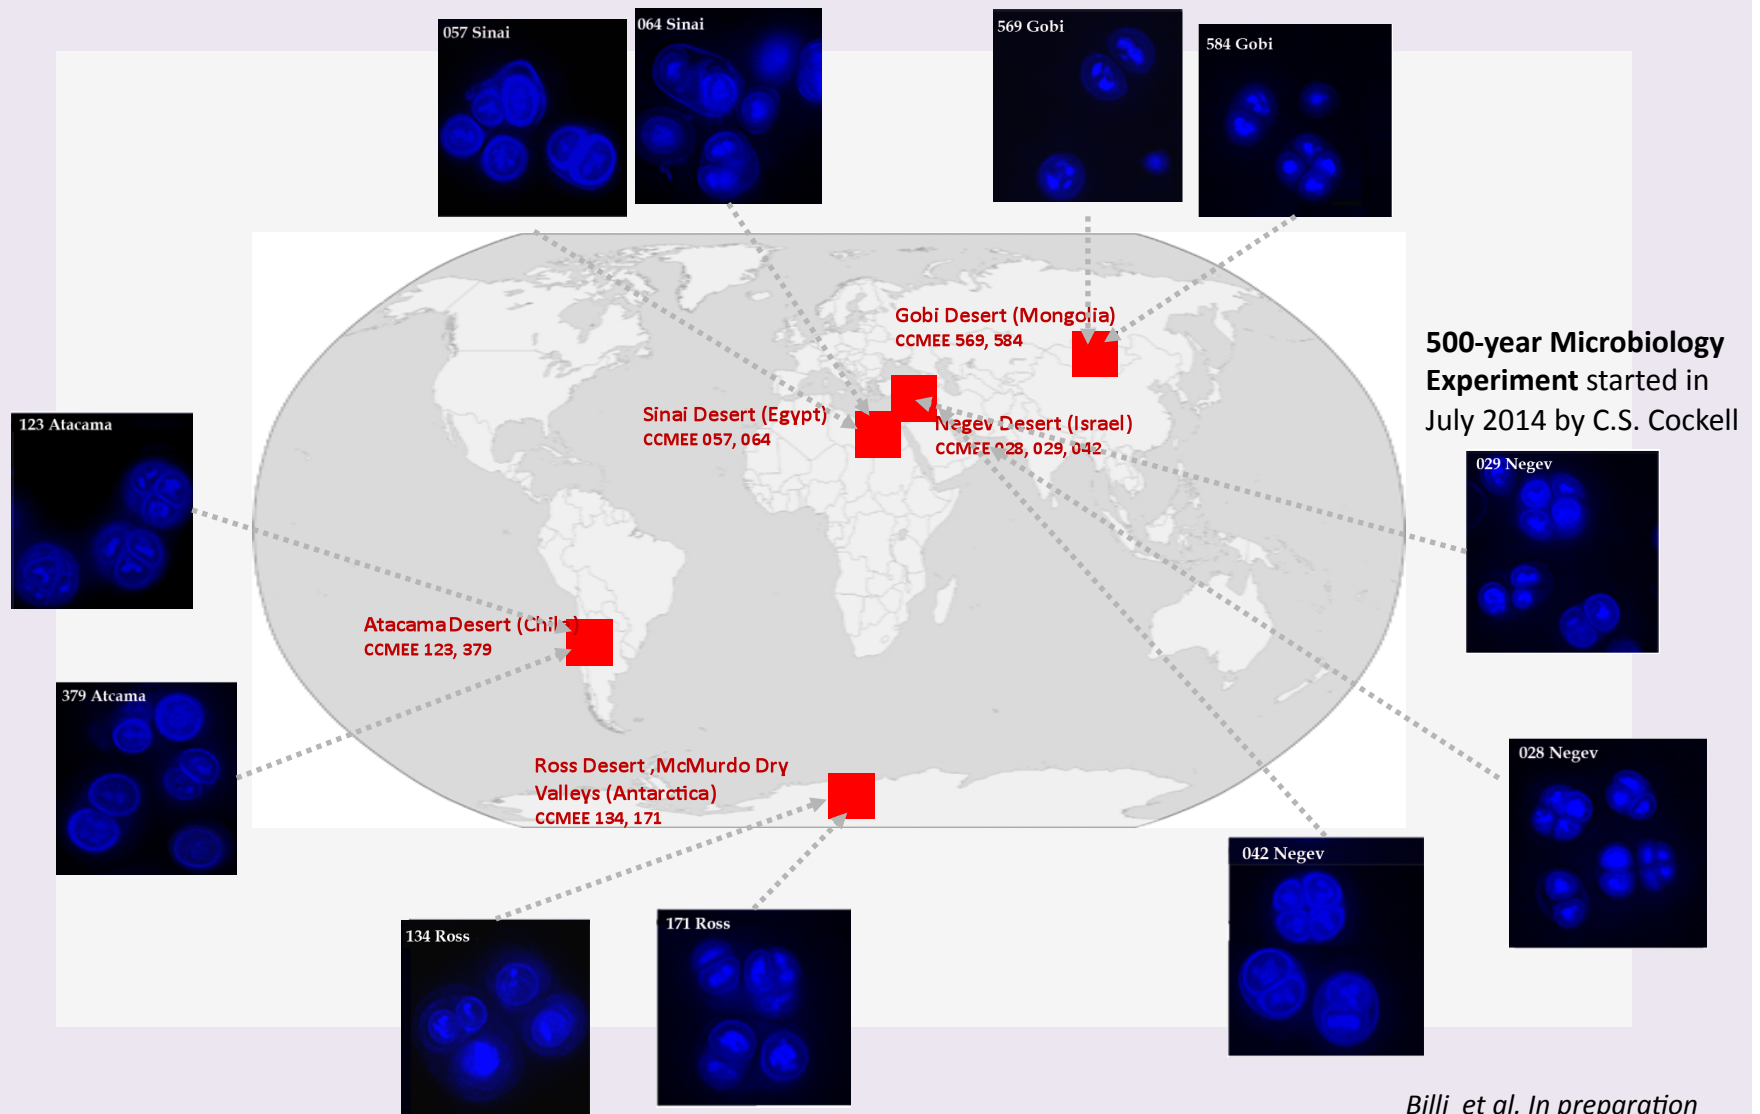 057 Sinai
064 Sinai
569 Gobi
584 Gobi
Gobi Desert (Mongolia)
CCMEE 569, 584
500-year Microbiology
Experiment started in
July 2014 by C.S. Cockell
Sinai Desert (Egypt)
CCMEE 057, 064
Negev Desert (Israel)
CCMEE 028, 029, 042
123 Atacama
029 Negev
Atacama Desert (Chile)
CCMEE 123, 379
379 Atcama
028 Negev
Ross Desert ,McMurdo Dry
Valleys (Antarctica)
CCMEE 134, 171
042 Negev
134 Ross
171 Ross
Billi et al. In preparation